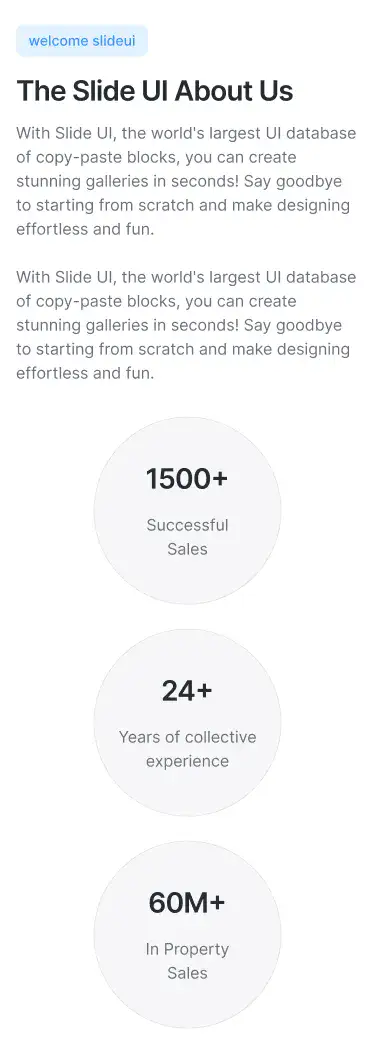 welcome slideui
The Slide UI About Us
With Slide UI, the world's largest UI database
of copy-paste blocks, you can create
stunning galleries in seconds! Say goodbye
to starting from scratch and make designing
effortless and fun.
With Slide UI, the world's largest UI database
of copy-paste blocks, you can create
stunning galleries in seconds! Say goodbye
to starting from scratch and make designing
effortless and fun.
1500+
Successful
Sales
24+
Years of collective
experience
60M+
In Property
Sales